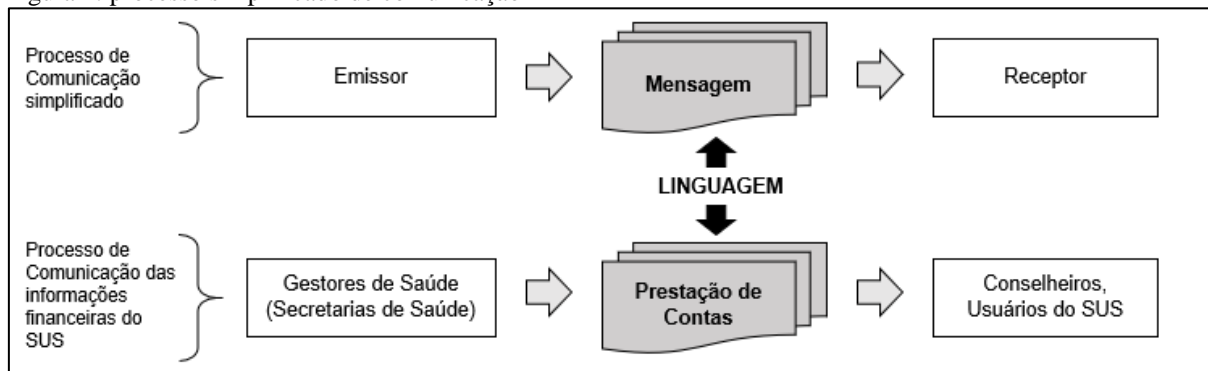 Processo de
Comunicação
simplificado
Emissor
Mensagem
Receptor
LINGUAGEM
Processo de
Comunicação das
informações
financeiras do
SUS
Gestores de Saúde
(Secretarias de Saúde)
Prestação de
Contas
Conselheiros,
Usuários do SUS